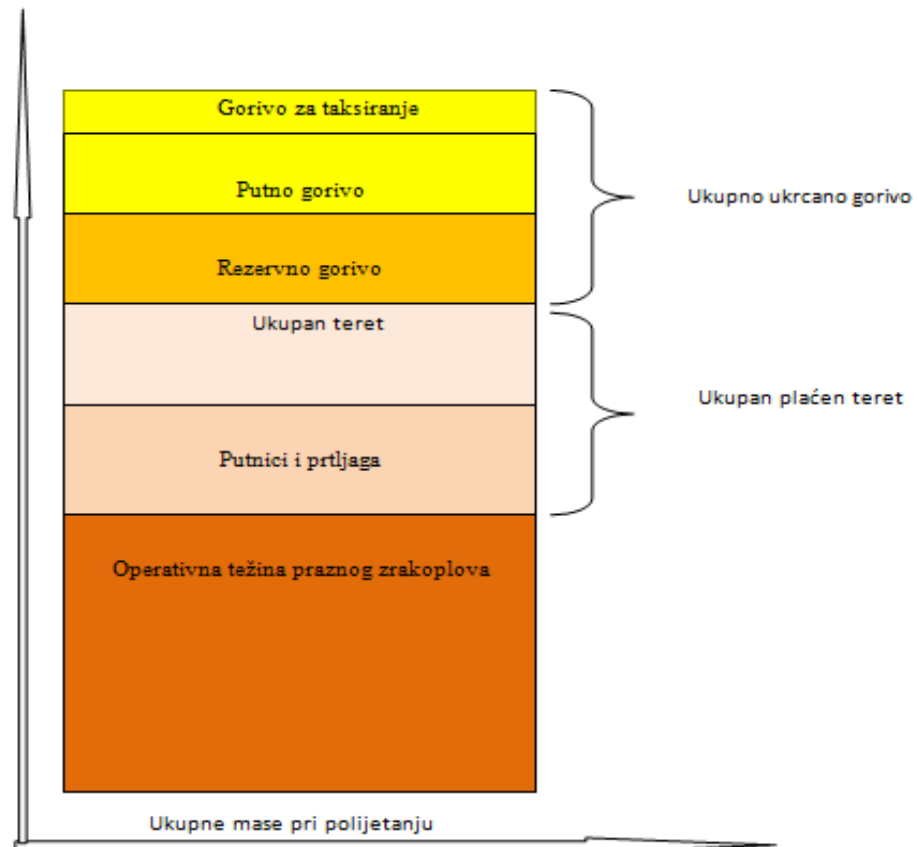 Gorivo za taksiranje
Putno gorivo
Ukupno ukrcano gorivo
Rezervno gorivo
Ukupan teret
Ukupan plaćen teret
Putnici i prtljaga
Operativna težina praznog zrakoplova
Ukupne mase pri polijetanju